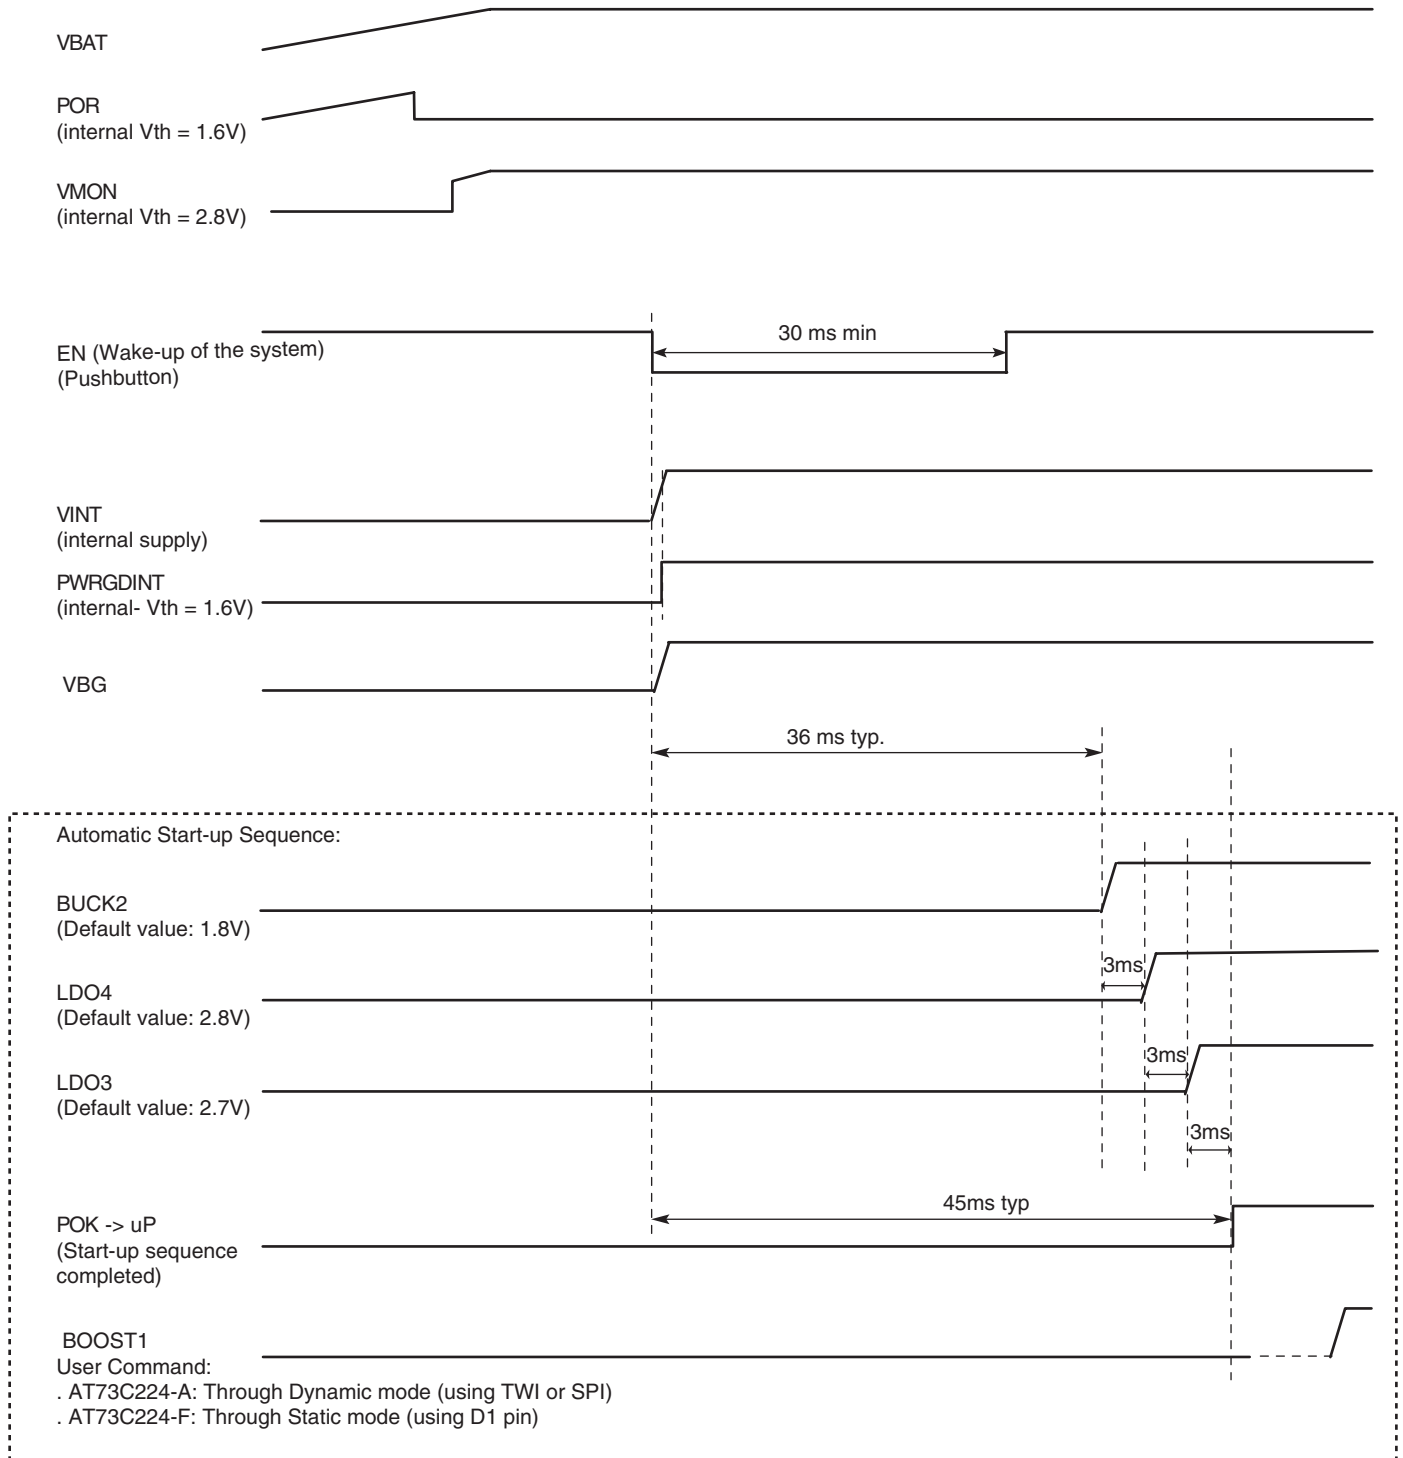 VBAT
POR
(internal Vth = 1.6V)
VMON
(internal Vth = 2.8V)
30 ms min
EN (Wake-up of the system)
(Pushbutton)
VINT
(internal supply)
PWRGDINT
(internal- Vth = 1.6V)
VBG
36 ms typ.
Automatic Start-up Sequence:
BUCK2
(Default value: 1.8V)
3ms
LDO4
(Default value: 2.8V)
3ms
LDO3
(Default value: 2.7V)
3ms
45ms typ
POK -> uP
(Start-up sequence
completed)
BOOST1
User Command:
. AT73C224-A: Through Dynamic mode (using TWI or SPI)
. AT73C224-F: Through Static mode (using D1 pin)